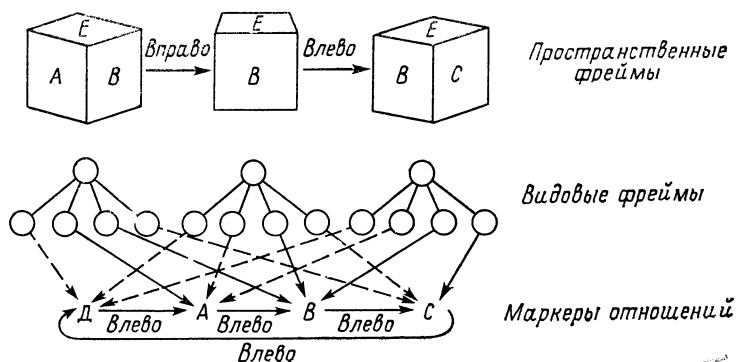 E
A
B
Вправо
E
B
Влево
E
B
C
Пространственные
фреймы
Видовые фреймы
Д
Влево
A
Влево
B
Влево
C
Влево
Маркеры отношений